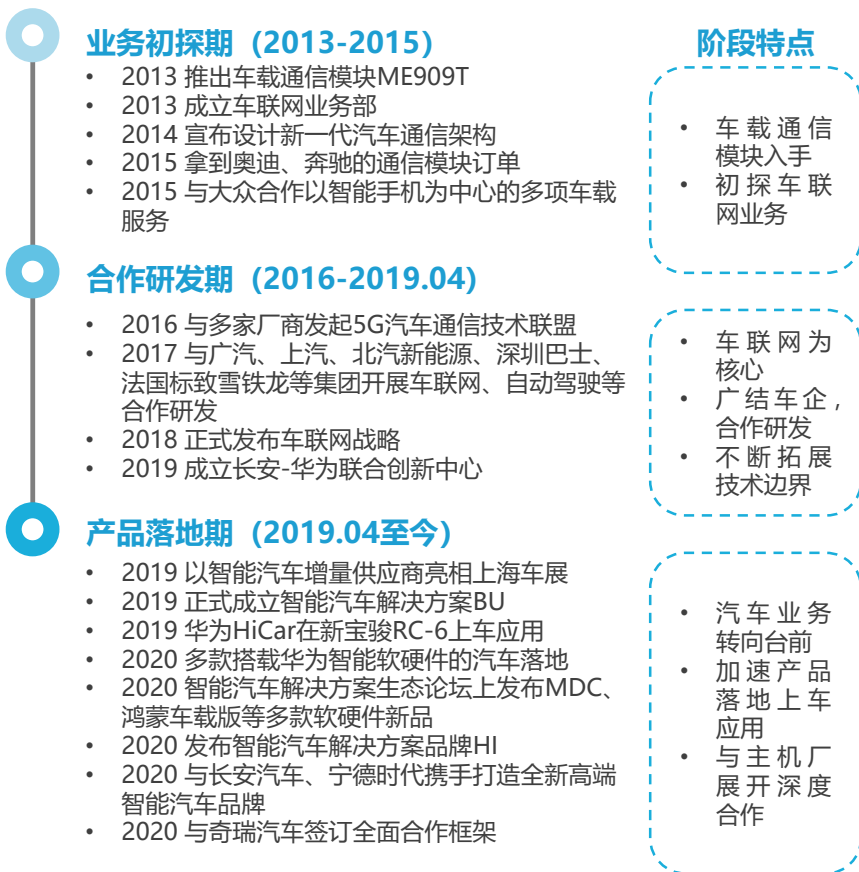 业务初探期（2013-2015）
• 2013 推出车载通信模块ME909T
• 2013 成立车联网业务部
• 2014 宣布设计新一代汽车通信架构
• 2015 拿到奥迪、奔驰的通信模块订单
• 2015 与大众合作以智能手机为中心的多项车载
服务
合作研发期（2016-2019.04）
• 2016 与多家厂商发起5G汽车通信技术联盟
• 2017 与广汽、上汽、北汽新能源、深圳巴士、
法国标致雪铁龙等集团开展车联网、自动驾驶等
合作研发
• 2018 正式发布车联网战略
• 2019 成立长安-华为联合创新中心
产品落地期（2019.04至今）
• 2019 以智能汽车增量供应商亮相上海车展
• 2019 正式成立智能汽车解决方案BU
• 2019 华为HiCar在新宝骏RC-6上车应用
• 2020 多款搭载华为智能软硬件的汽车落地
• 2020 智能汽车解决方案生态论坛上发布MDC、
鸿蒙车载版等多款软硬件新品
• 2020 发布智能汽车解决方案品牌HI
• 2020 与长安汽车、宁德时代携手打造全新高端
智能汽车品牌
• 2020 与奇瑞汽车签订全面合作框架
阶段特点
• 车载通信
模块入手
• 初探车联
网业务
• 车联网为
核心
• 广结车企，
合作研发
• 不断拓展
技术边界
• 汽车业务
转向台前
• 加速产品
落地上车
应用
• 与主机厂
展开深度
合作